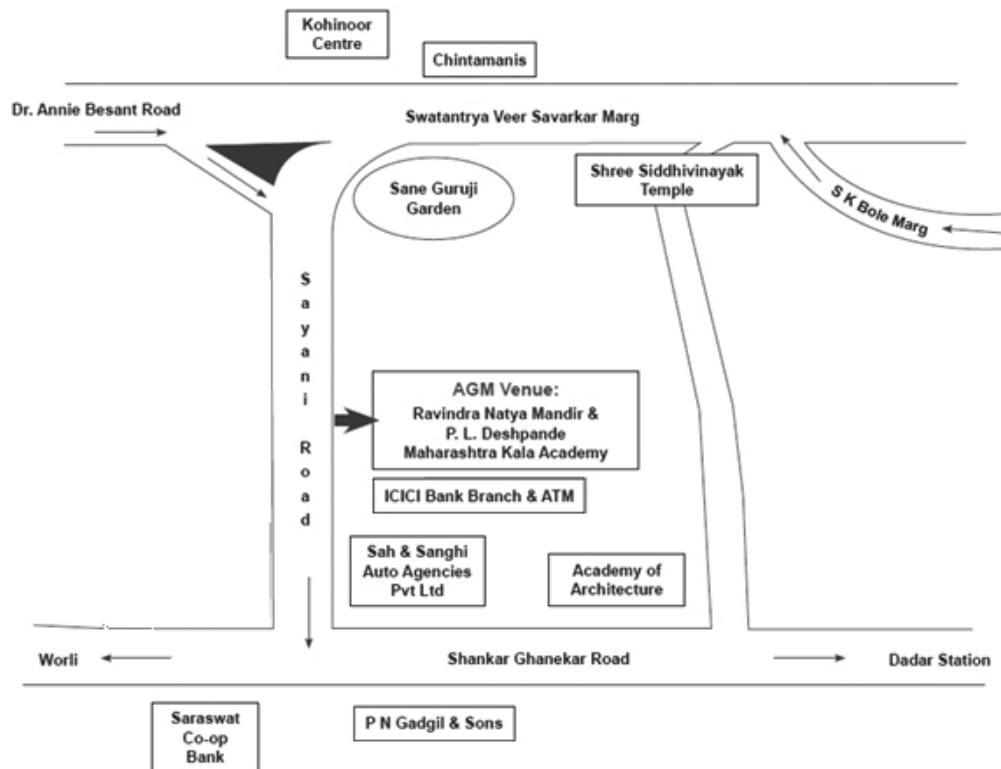 Kohinoor
Centre
Chintamanis
Dr. Annie Besant Road
Swatantrya Veer Savarkar Marg
Sane Guruji
Garden
Shree Siddhivinayak
Temple
S K Bole Marg
Sayani Road
AGM Venue:
Ravindra Natya Mandir &
P. L. Deshpande
Maharashtra Kala Academy
ICICI Bank Branch & ATM
Sah & Sanghi
Auto Agencies
Pvt Ltd
Academy of
Architecture
Worli
Shankar Ghanekar Road
Dadar Station
Saraswat
Co-op
Bank
P N Gadgil & Sons